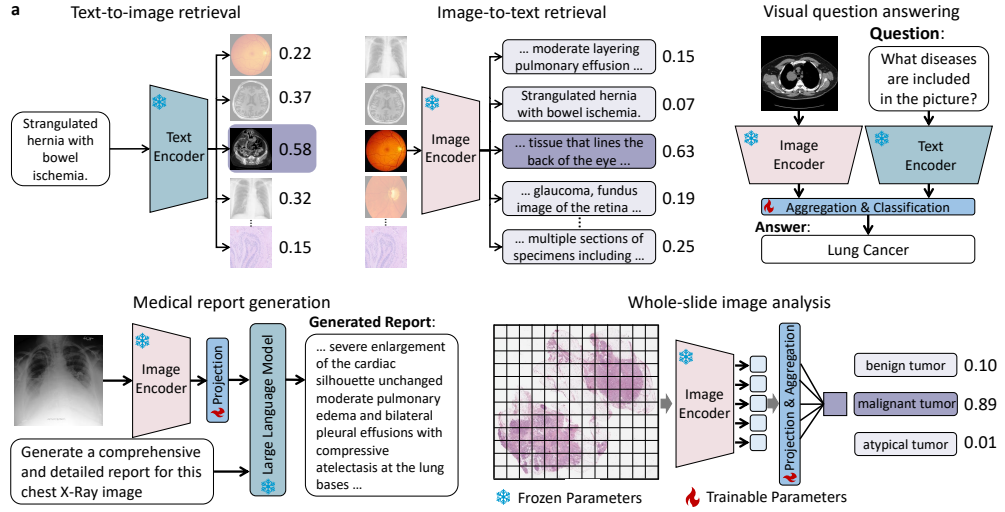 a
Text-to-image retrieval
Strangulated
hernia with
bowel
ischemia.
Text
Encoder
0.22
0.37
0.58
0.32
0.15
Image-to-text retrieval
Image
Encoder
... moderate layering
pulmonary effusion ...
0.15
Strangulated hernia
with bowel ischemia.
0.07
... tissue that lines the
back of the eye ...
0.63
... glaucoma, fundus
image of the retina ...
0.19
... multiple sections of
specimens including ...
0.25
Visual question answering
Question:
What diseases
are included
in the picture?
Image
Encoder
Text
Encoder
Aggregation & Classification
Answer:
Lung Cancer
Medical report generation
Image
Encoder
Projection
Large Language Model
Generate a comprehensive
and detailed report for this
chest X-Ray image
Generated Report:
... severe enlargement
of the cardiac
silhouette unchanged
moderate pulmonary
edema and bilateral
pleural effusions with
compressive
atelectasis at the lung
bases ...
Whole-slide image analysis
Image
Encoder
Projection & Aggregation
benign tumor
0.10
malignant tumor
0.89
atypical tumor
0.01
Frozen Parameters
Trainable Parameters